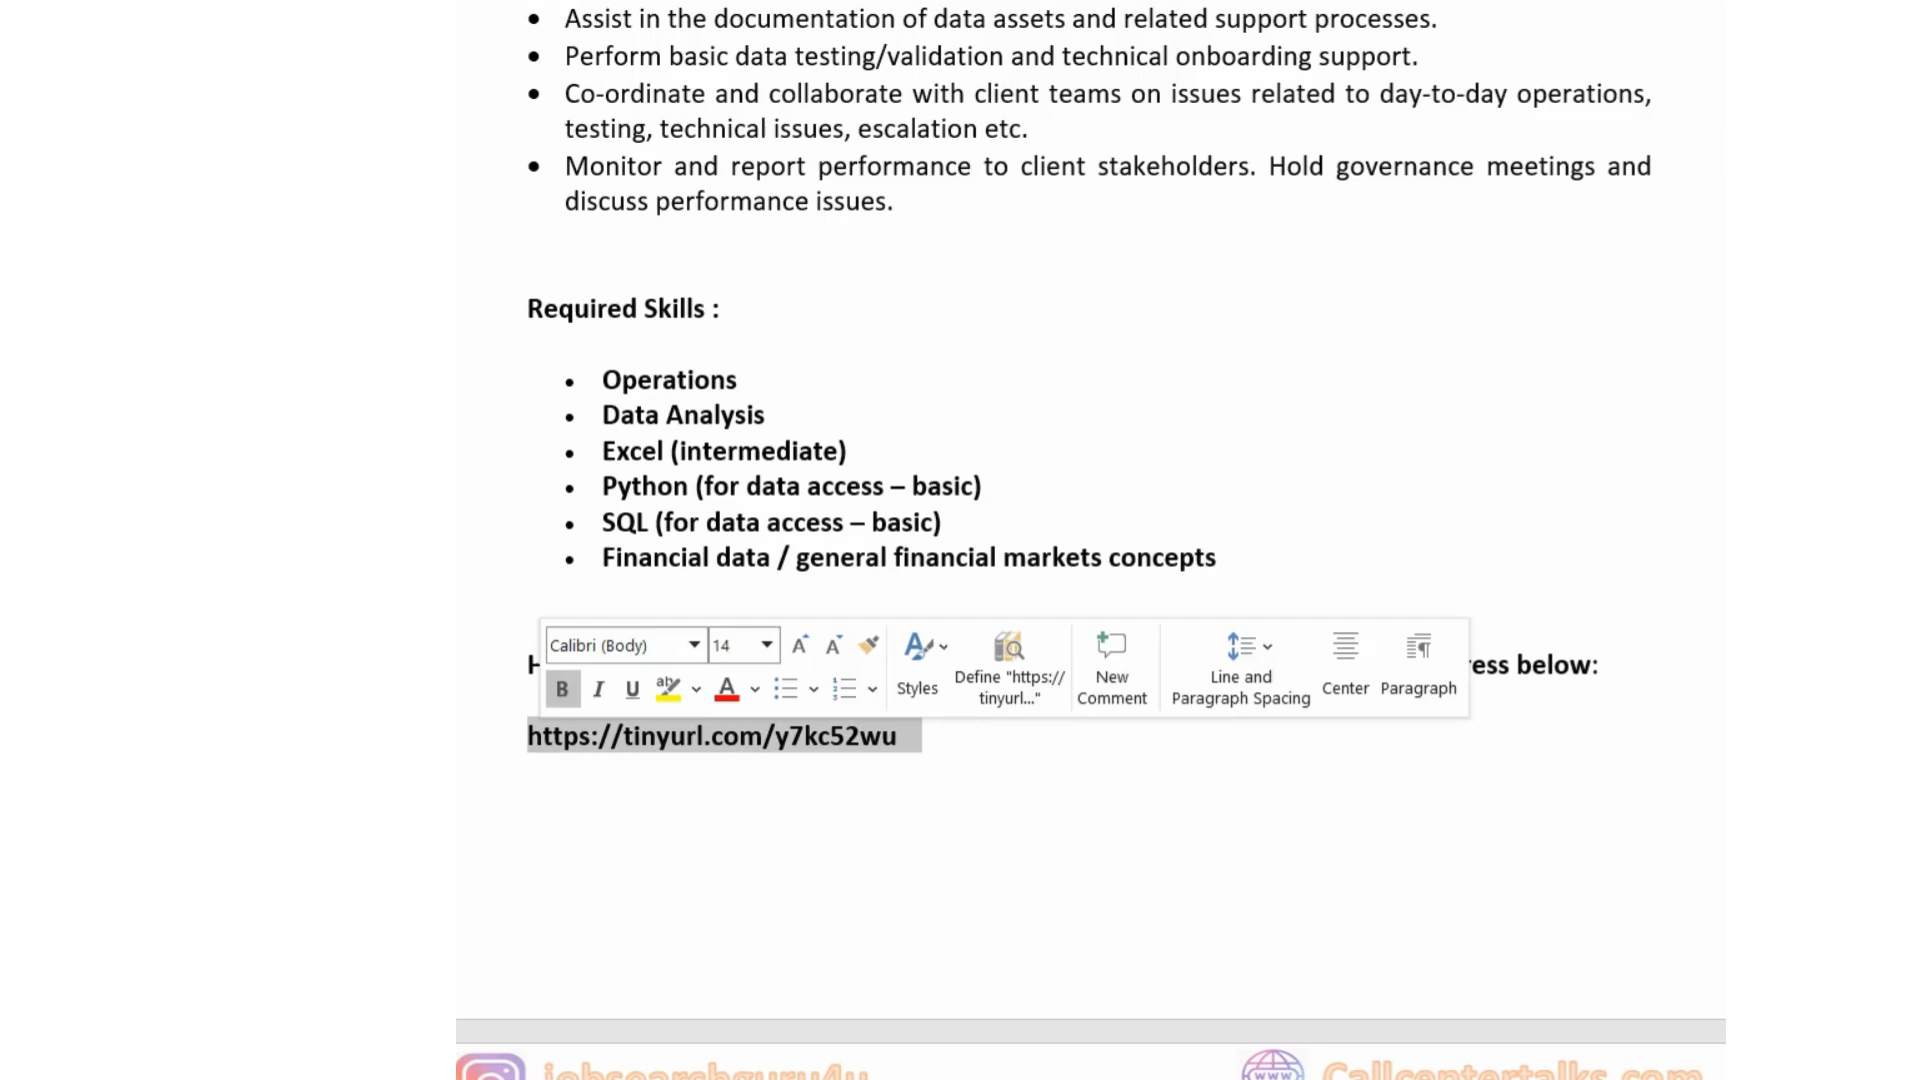 • Assist in the documentation of data assets and related support processes.
• Perform basic data testing/validation and technical onboarding support.
• Co-ordinate and collaborate with client teams on issues related to day-to-day operations,
testing, technical issues, escalation etc.
• Monitor and report performance to client stakeholders. Hold governance meetings and
discuss performance issues.
Required Skills :
• Operations
• Data Analysis
• Excel (intermediate)
• Python (for data access – basic)
• SQL (for data access – basic)
• Financial data / general financial markets concepts
Calibri (Body) 14
B I U
Styles
Define "https://
tinyurl..."
New
Comment
Line and
Paragraph Spacing
Center
Paragraph
below:
https://tinyurl.com/y7kc52wu
jobsearchguru4u
www Callcentertalks.com